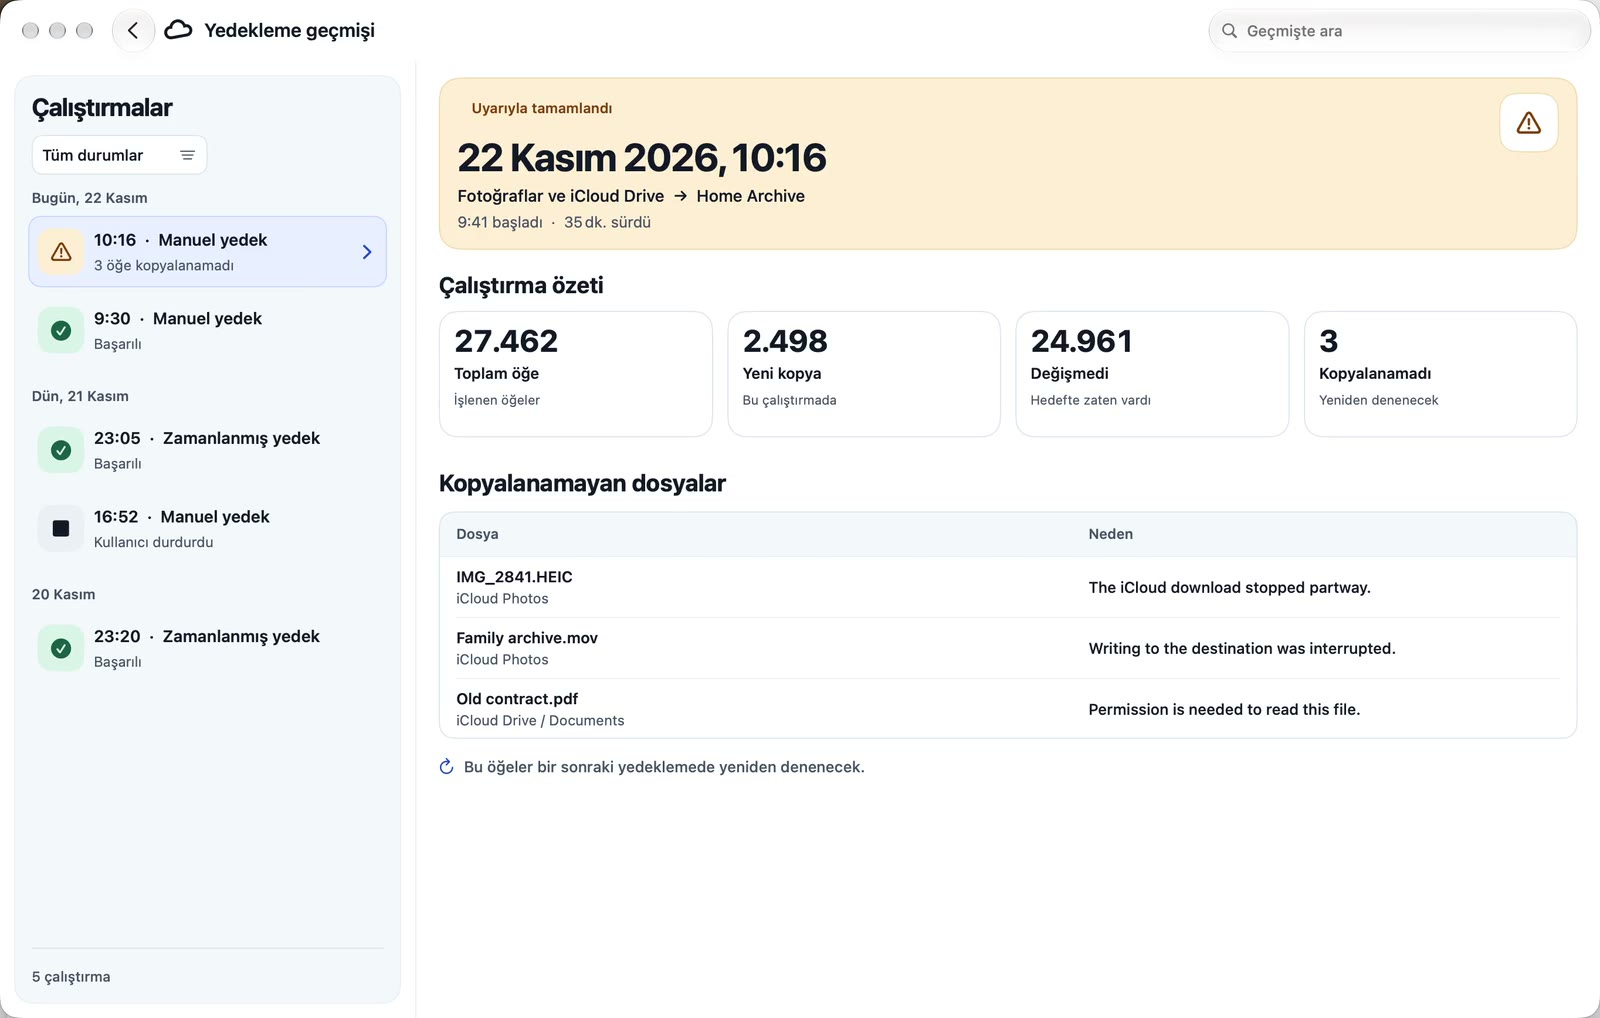 Yedekleme geçmişi
Geçmişte ara
Çalıştırmalar
Tüm durumlar
Bugün, 22 Kasım
10:16 · Manuel yedek
3 öğe kopyalanamadı
9:30 · Manuel yedek
Başarılı
Dün, 21 Kasım
23:05 · Zamanlanmış yedek
Başarılı
16:52 · Manuel yedek
Kullanıcı durdurdu
20 Kasım
23:20 · Zamanlanmış yedek
Başarılı
5 çalıştırma
Uyarıyla tamamlandı
22 Kasım 2026, 10:16
Fotoğraflar ve iCloud Drive → Home Archive
9:41 başladı · 35 dk. sürdü
Çalıştırma özeti
27.462
Toplam öğe
İşlenen öğeler
2.498
Yeni kopya
Bu çalıştırmada
24.961
Değişmedi
Hedefte zaten vardı
3
Kopyalanamadı
Yeniden denenecek
Kopyalanamayan dosyalar
Dosya Neden
IMG_2841.HEIC
iCloud Photos
The iCloud download stopped partway.
Family archive.mov
iCloud Photos
Writing to the destination was interrupted.
Old contract.pdf
iCloud Drive / Documents
Permission is needed to read this file.
Bu öğeler bir sonraki yedeklemede yeniden denenecek.